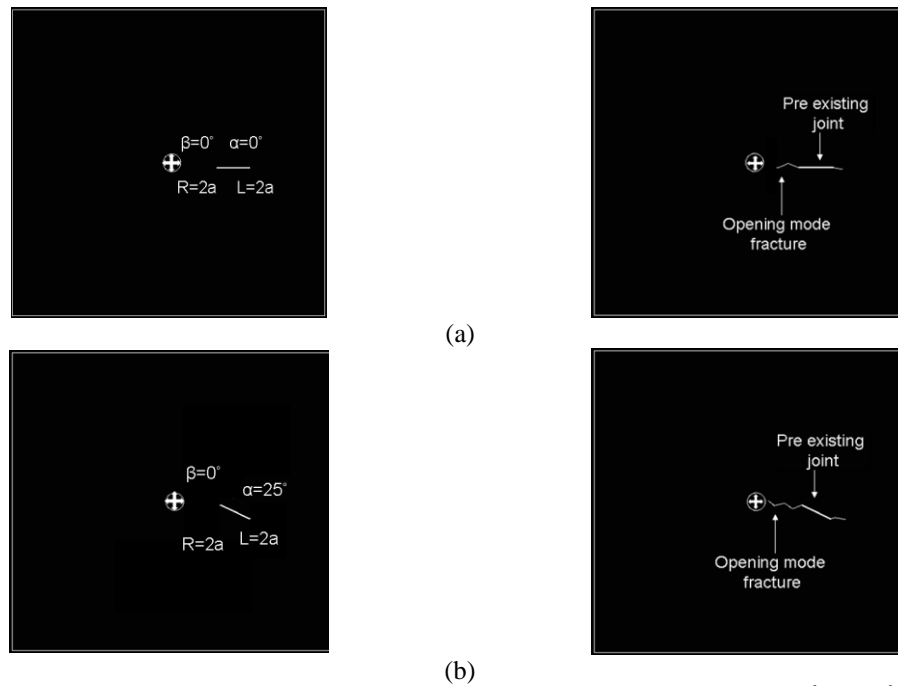 β=0° α=0°
R=2a L=2a
Pre existing
joint
Opening mode
fracture
(a)
β=0°
α=25°
R=2a L=2a
Pre existing
joint
Opening mode
fracture
(b)